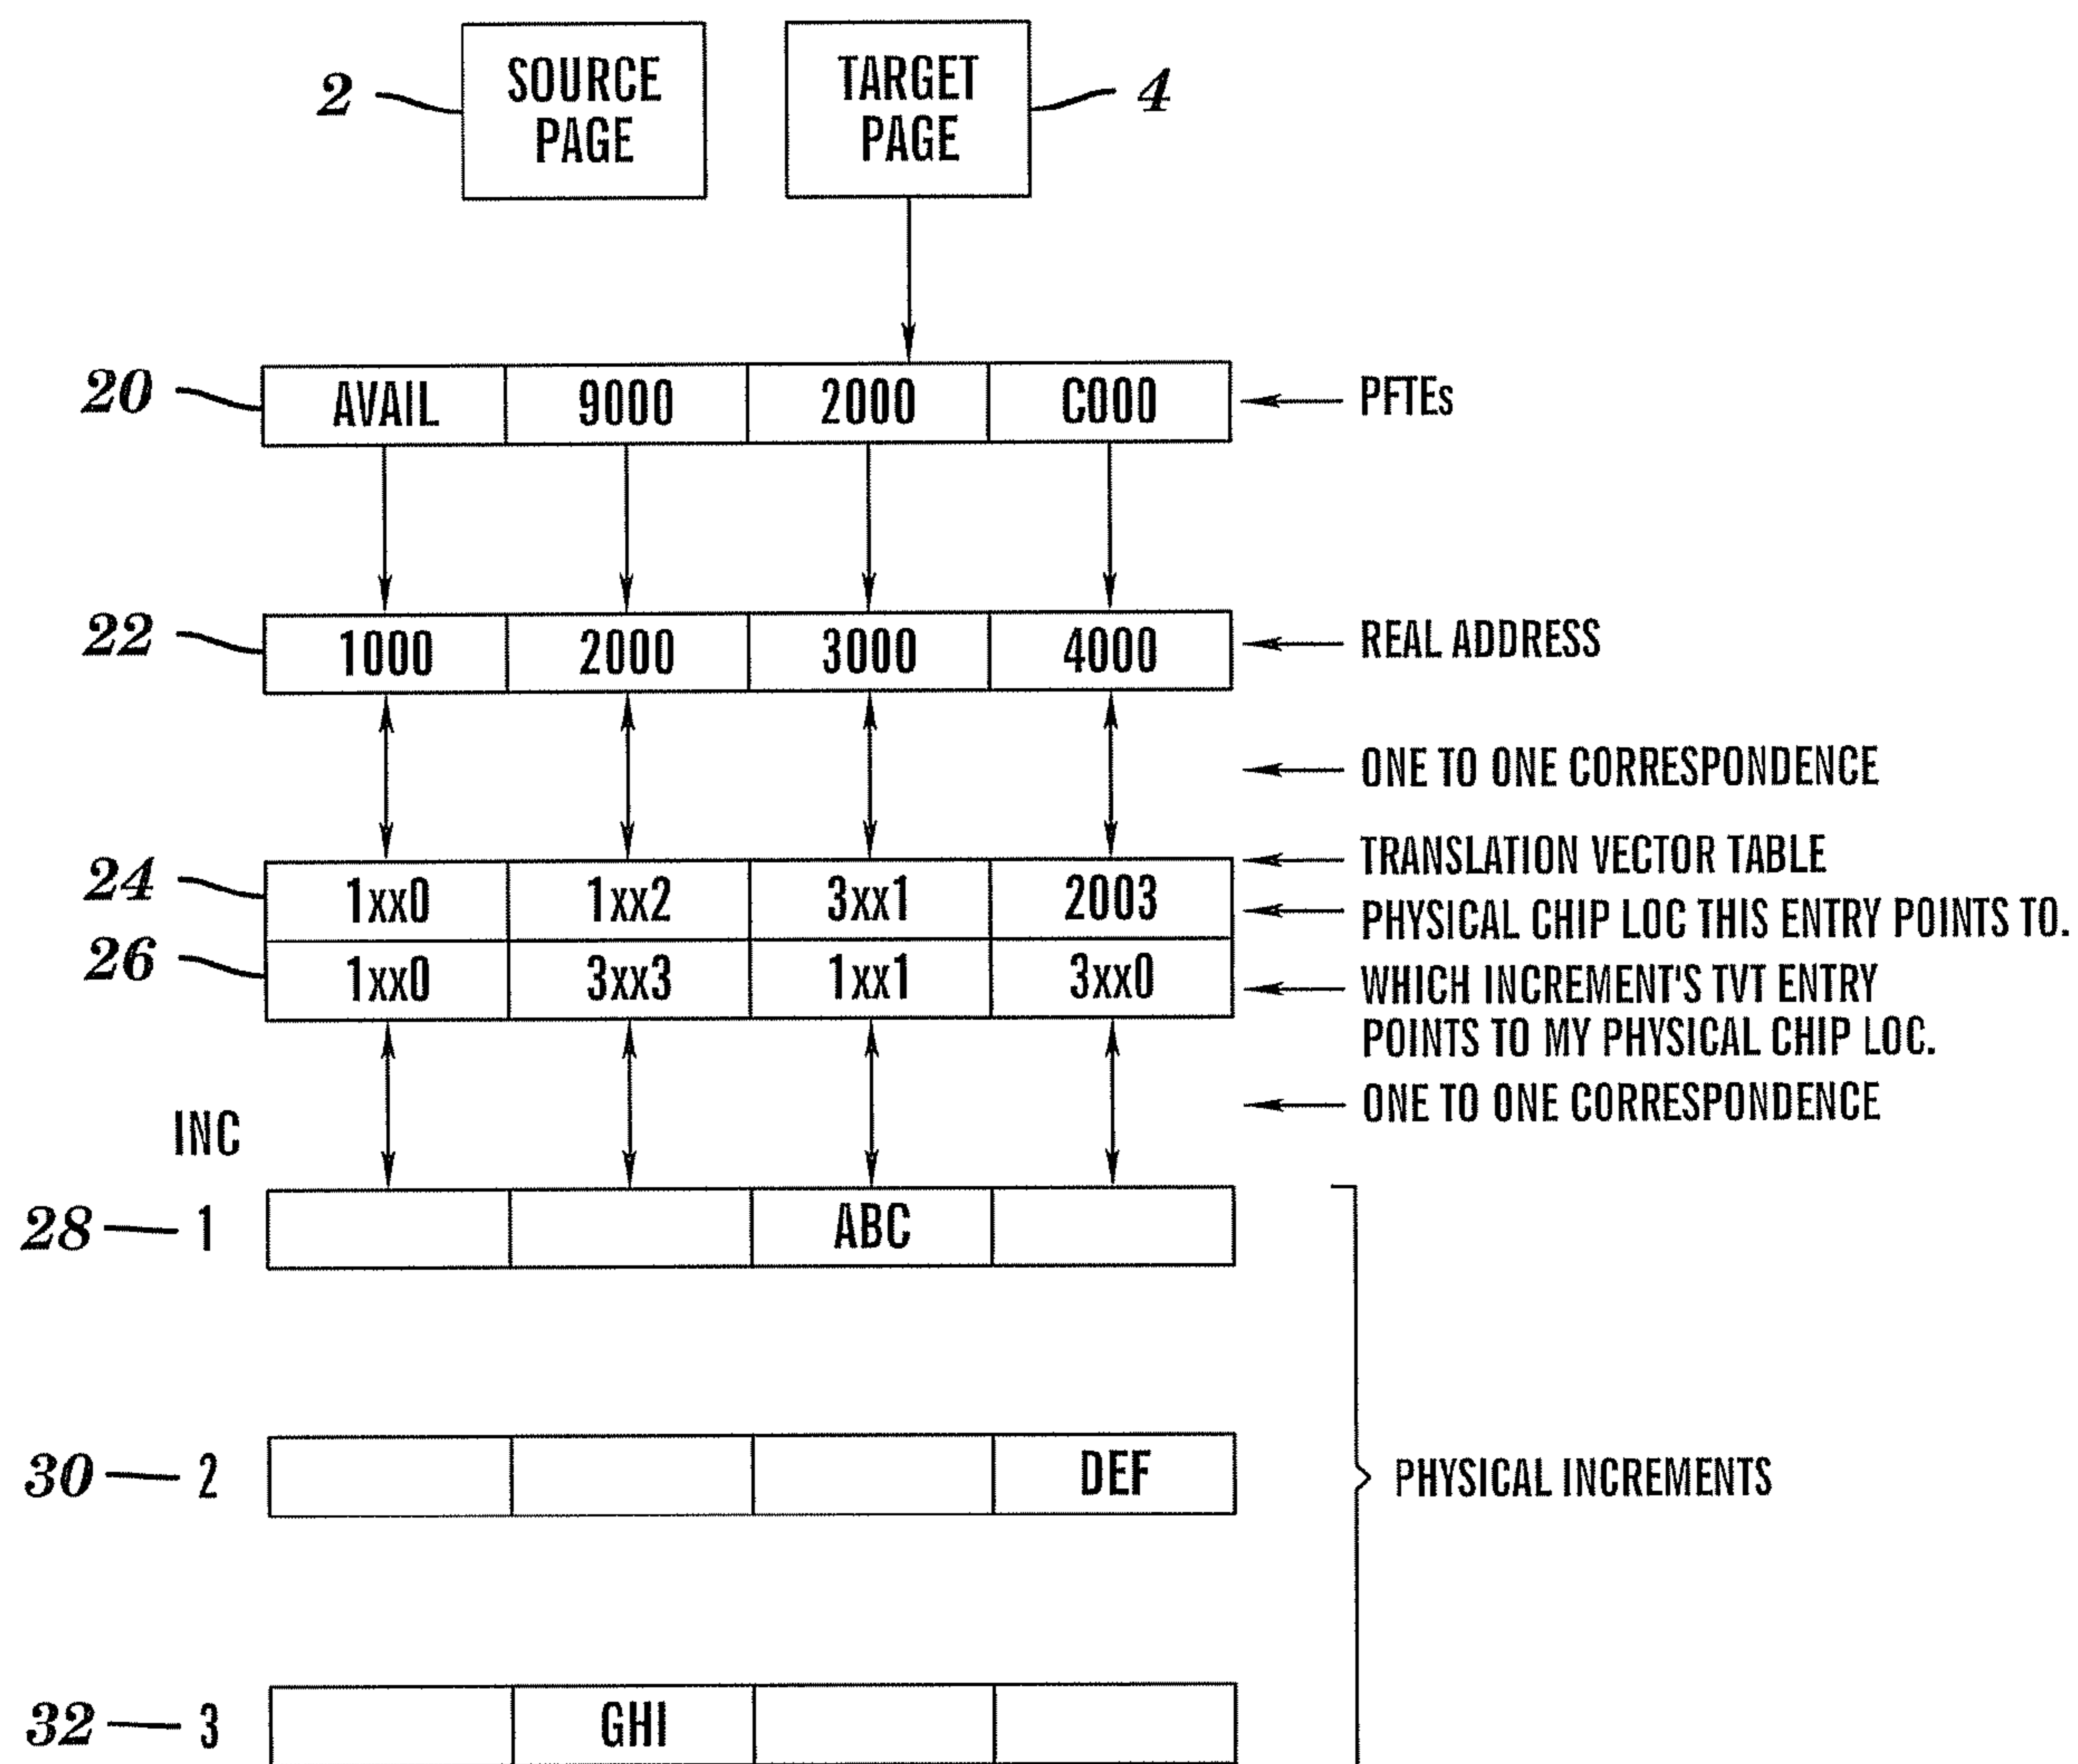 2
SOURCE
PAGE
TARGET
PAGE
4
20
AVAIL 9000 2000 C000
PFTEs
22
1000 2000 3000 4000
REAL ADDRESS
ONE TO ONE CORRESPONDENCE
TRANSLATION VECTOR TABLE
24
1xx0 1xx2 3xx1 2003
PHYSICAL CHIP LOC THIS ENTRY POINTS TO.
26
1xx0 3xx3 1xx1 3xx0
WHICH INCREMENT'S TVT ENTRY
POINTS TO MY PHYSICAL CHIP LOC.
ONE TO ONE CORRESPONDENCE
INC
28 1
ABC
30 2
DEF
PHYSICAL INCREMENTS
32 3
GHI